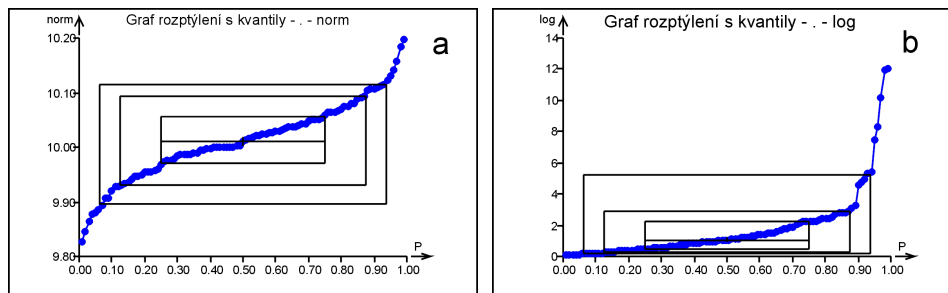 Graf rozptýlení s kvantily - . - norm
norm
a
10.20
10.10
10.00
9.90
9.80
0.00 0.10 0.20 0.30 0.40 0.50 0.60 0.70 0.80 0.90 1.00
P
Graf rozptýlení s kvantily - . - log
log
b
14
12
10
8
6
4
2
0
0.00 0.10 0.20 0.30 0.40 0.50 0.60 0.70 0.80 0.90 1.00
P